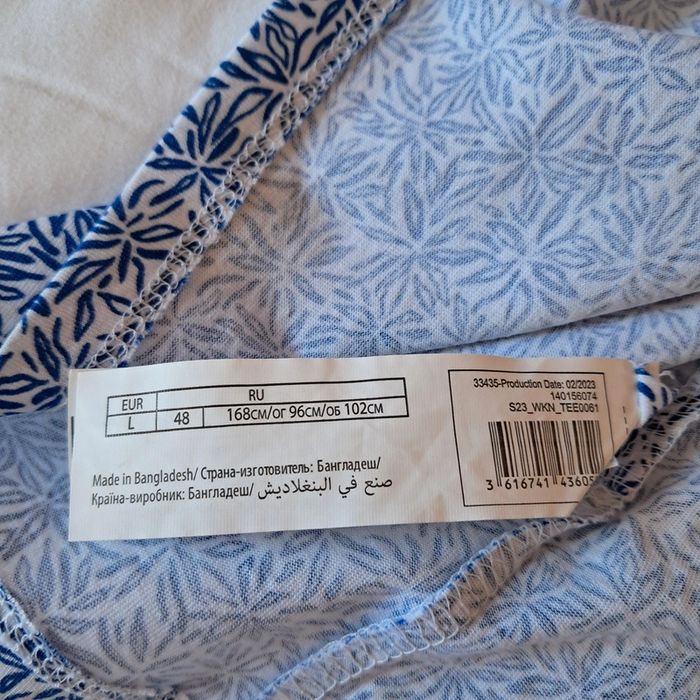 EUR RU
L 48 168СМ/ОГ 96СМ/ОБ 102СМ
Made in Bangladesh/ Страна-изготовитель: Бангладеш/
Країна-виробник: Бангладеш/ صنع في البنغلاديش
33435-Production Date: 02/2023
140156074
S23_WKN_TEE0061
3 616741 43605